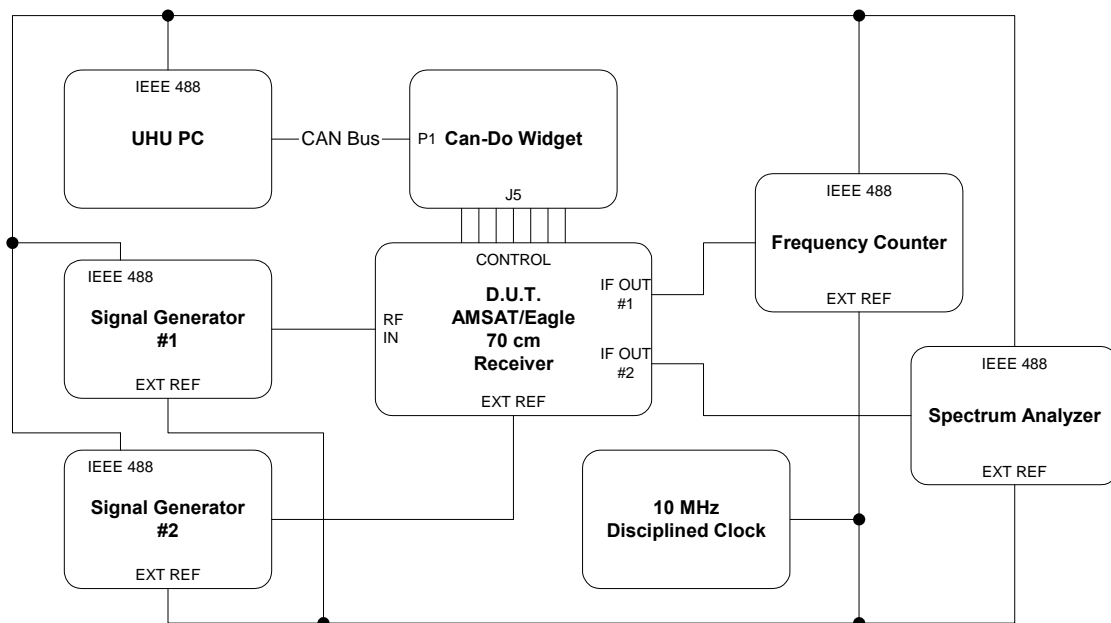 IEEE 488
UHU PC
CAN Bus
P1
Can-Do Widget
J5
IEEE 488
Frequency Counter
EXT REF
IEEE 488
Signal Generator
#1
EXT REF
CONTROL
D.U.T.
AMSAT/Eagle
70 cm
Receiver
RF
IN
IF OUT
#1
IF OUT
#2
EXT REF
IEEE 488
Spectrum Analyzer
EXT REF
IEEE 488
Signal Generator
#2
EXT REF
10 MHz
Disciplined Clock